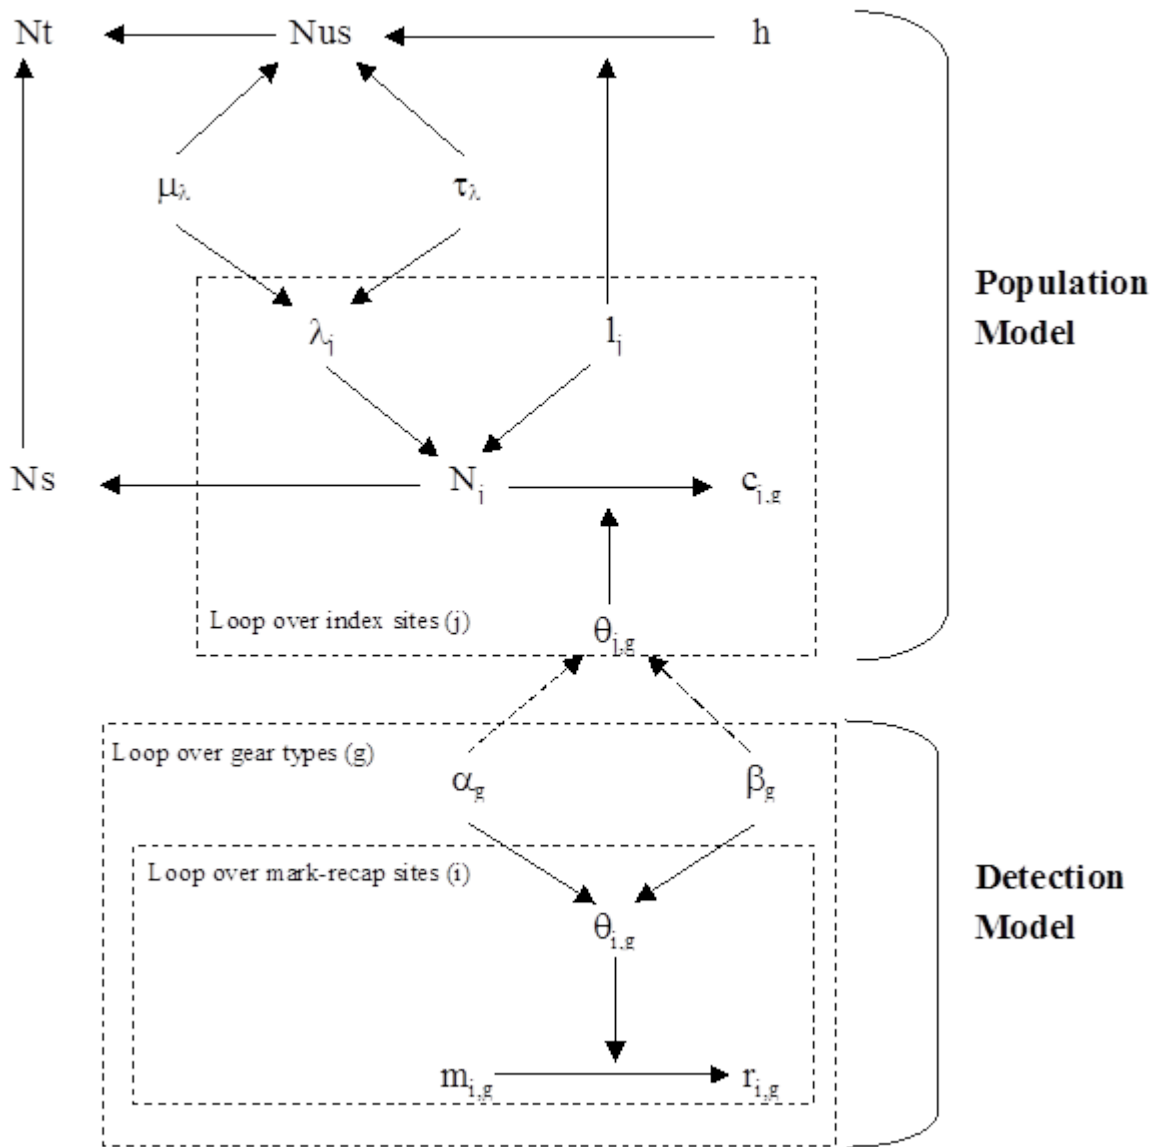 Nt Nus h
μλ τλ
Population
Model
λj lj
Ns Nj cj,g
Loop over index sites (j)
θj,g
Loop over gear types (g)
αg βg
Loop over mark-recap sites (i)
Detection
Model
θi,g
mi,g ri,g